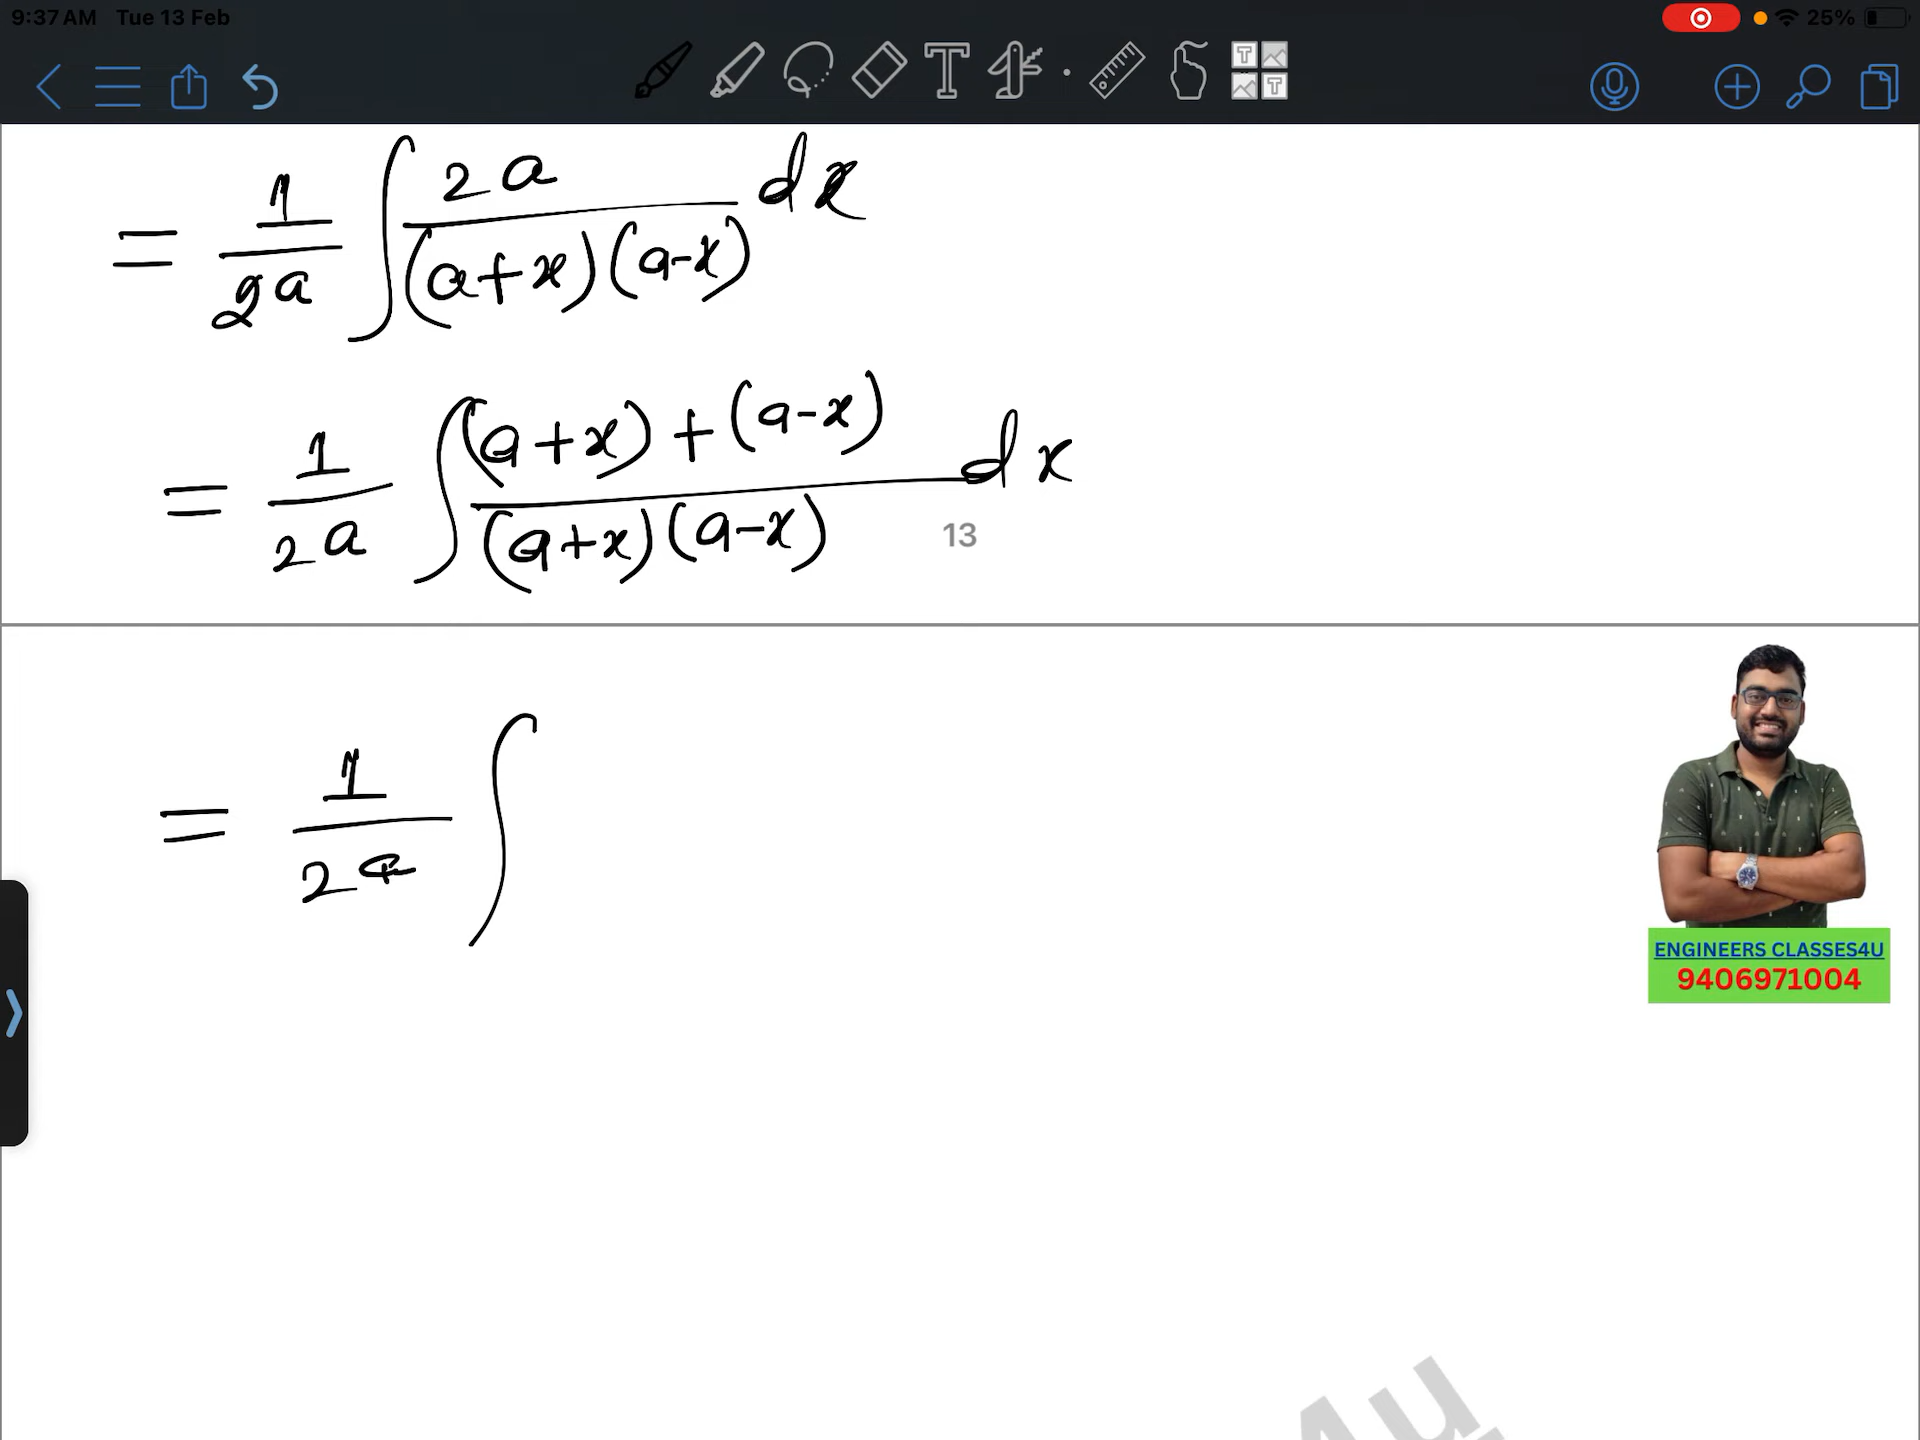 9:37 AM Tue 13 Feb 25%
= 1/2a ∫ 2a/(a+x)(a-x) dx
= 1/2a ∫ (a+x) + (a-x)/(a+x)(a-x) dx
13
= 1/2a ∫
ENGINEERS CLASSES4U
9406971004
4u